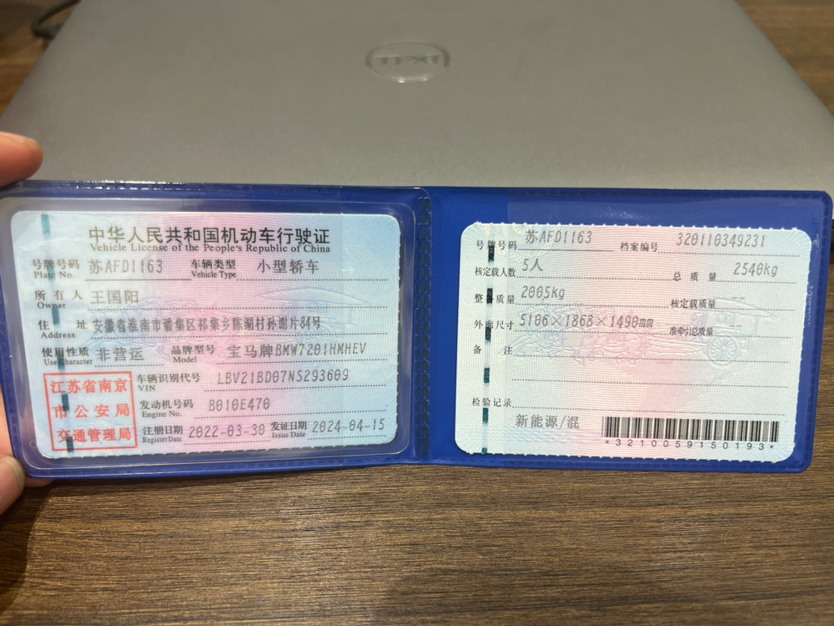 DELL
中华人民共和国机动车行驶证
Vehicle License of the People's Republic of China
号牌号码 Plate No. 苏AFD1163 车辆类型 Vehicle Type 小型轿车
所有人 Owner 王国阳
住址 Address 安徽省淮南市潘集区祁集乡陈湖村孙湖片84号
使用性质 Use Character 非营运 品牌型号 Model 宝马牌BMW7201HMHEV
江苏省南京
市公安局
交通管理局
车辆识别代号 VIN LBV21BD07NS293609
发动机号码 Engine No. B010E470
注册日期 Register Date 2022-03-30 发证日期 Issue Date 2024-04-15
号牌号码 苏AFD1163 档案编号 320110349231
核定载人数 5人 总质量 2540kg
整备质量 2005kg 核定载质量 --
外廓尺寸 5106×1868×1490mm 准牵引总质量
备注
检验记录
新能源/混
*3210059150193*